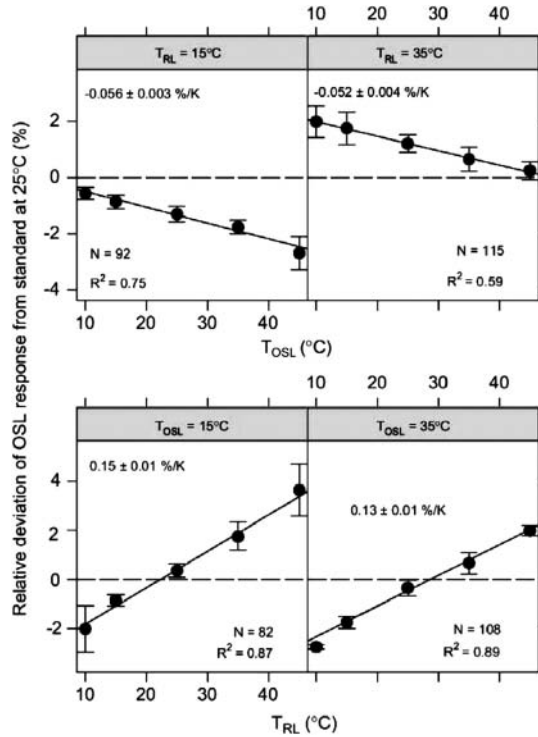 10 20 30 40
T_RL = 15°C T_RL = 35°C
-0.056 ± 0.003 %/K -0.052 ± 0.004 %/K
2
0
-2
-4
N = 92 N = 115
R² = 0.75 R² = 0.59
10 20 30 40
T_OSL (°C)
Relative deviation of OSL response from standard at 25°C (%)
10 20 30 40
T_OSL = 15°C T_OSL = 35°C
0.15 ± 0.01 %/K
0.13 ± 0.01 %/K
4
2
0
-2
N = 82 N = 108
R² = 0.87 R² = 0.89
10 20 30 40
T_RL (°C)